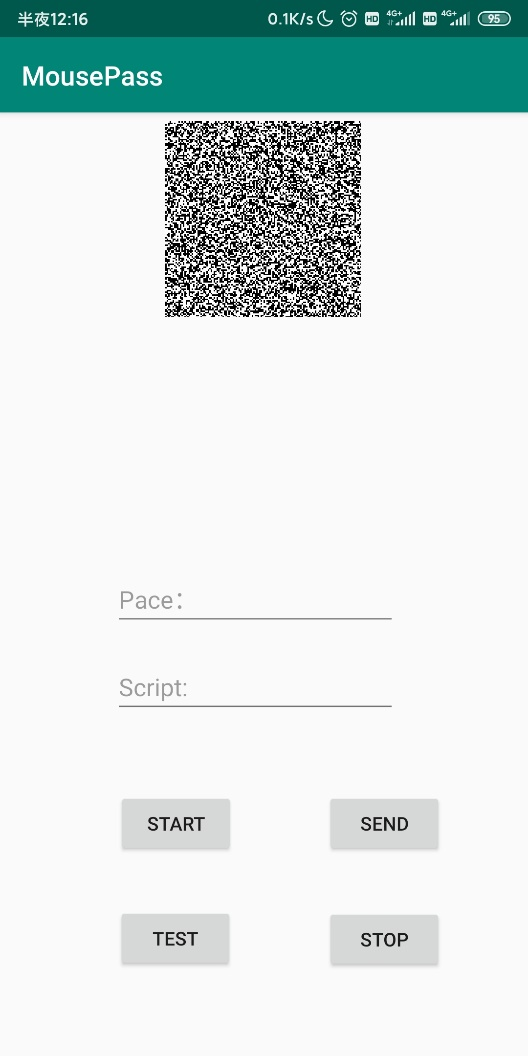 半夜12:16 0.1K/s HD 4G+ HD 4G+ 95
MousePass
Pace：
Script:
START SEND
TEST STOP